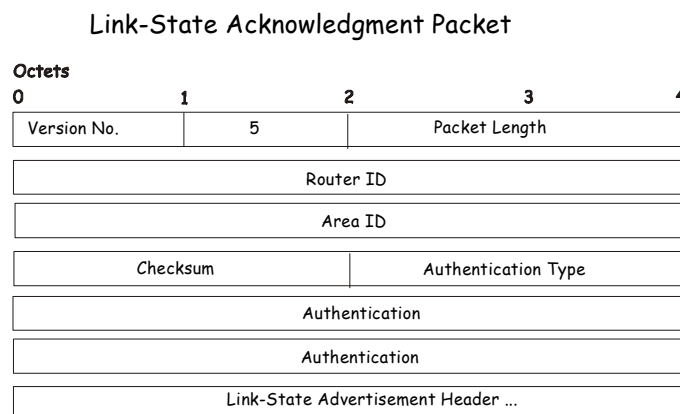 Link-State Acknowledgment Packet
Octets
0 1 2 3 4
Version No. 5 Packet Length
Router ID
Area ID
Checksum Authentication Type
Authentication
Authentication
Link-State Advertisement Header ...